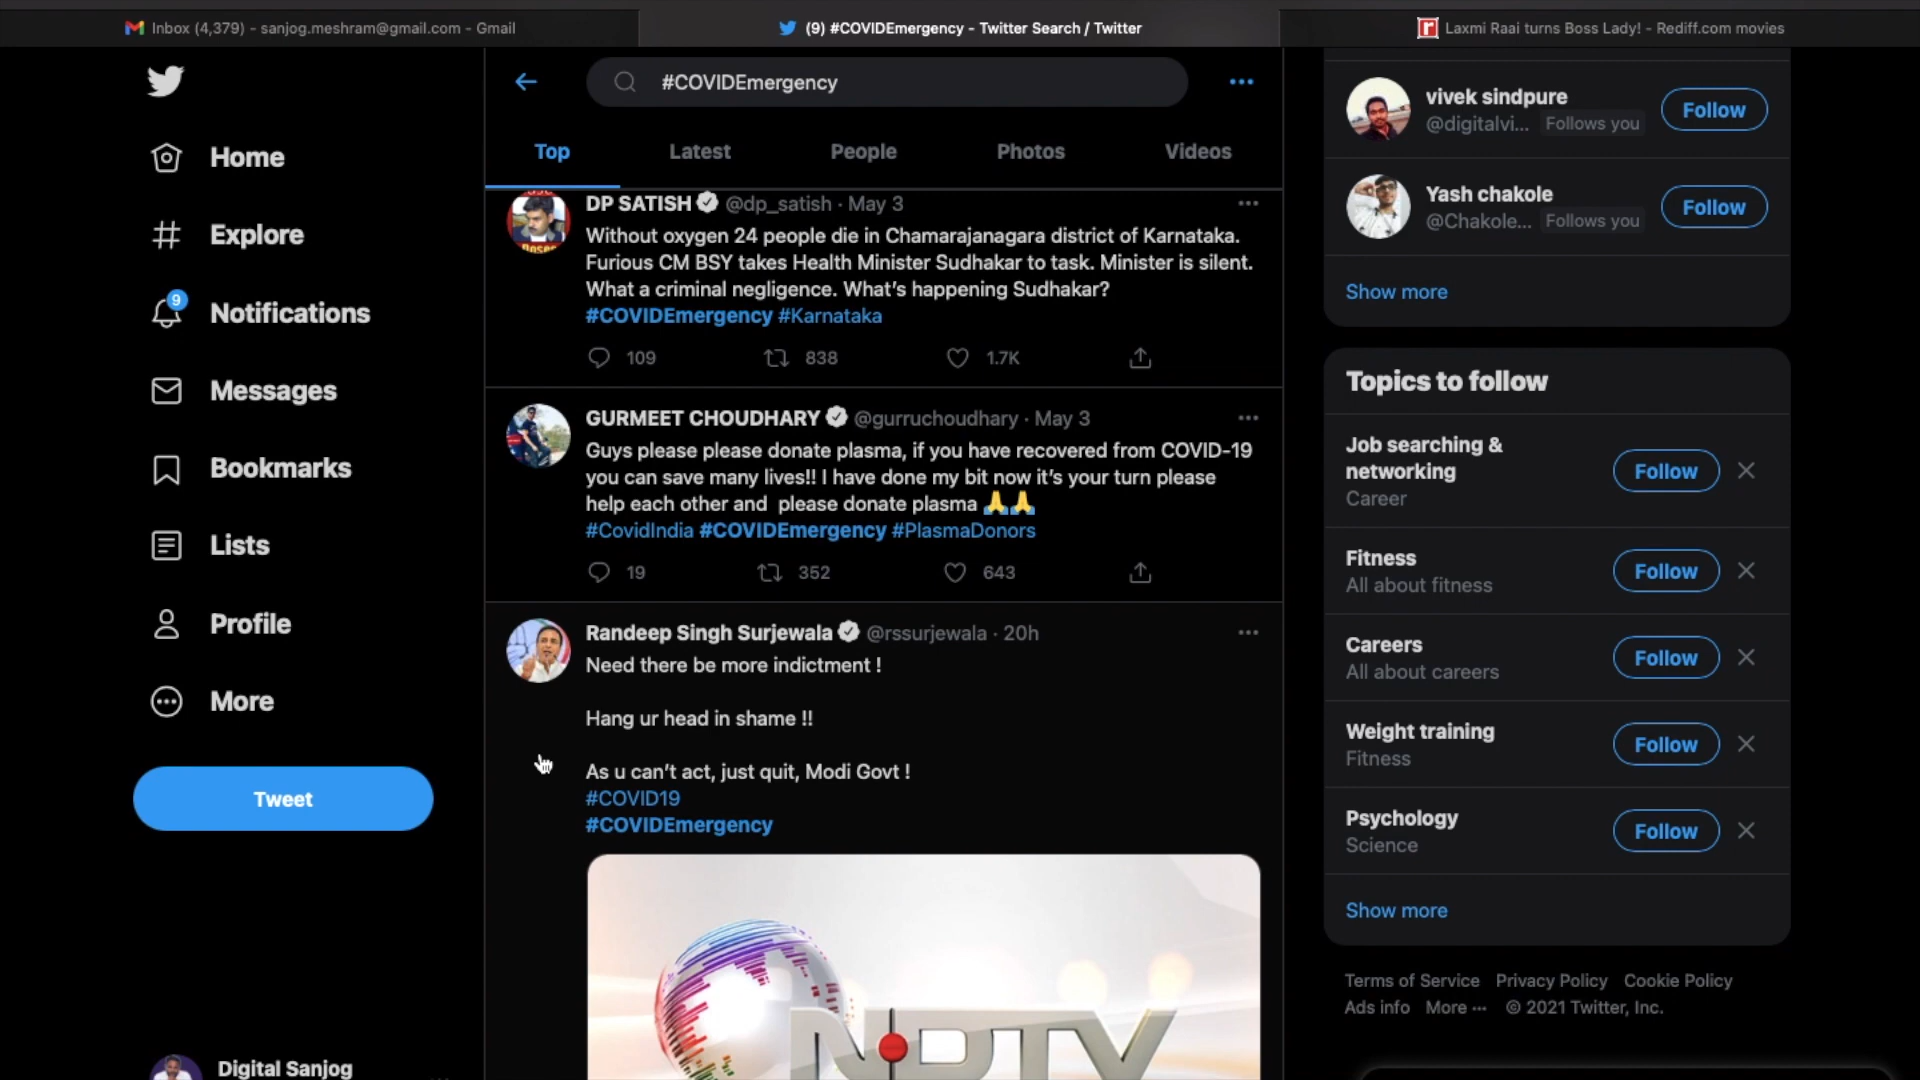 Inbox (4,379) - sanjog.meshram@gmail.com - Gmail
(9) #COVIDEmergency - Twitter Search / Twitter
Laxmi Raai turns Boss Lady! - Rediff.com movies
Home
Explore
9
Notifications
Messages
Bookmarks
Lists
Profile
More
Tweet
Digital Sanjog
#COVIDEmergency
Top
Latest
People
Photos
Videos
DP SATISH @dp_satish · May 3
Without oxygen 24 people die in Chamarajanagara district of Karnataka.
Furious CM BSY takes Health Minister Sudhakar to task. Minister is silent.
What a criminal negligence. What's happening Sudhakar?
#COVIDEmergency #Karnataka
109 838 1.7K
GURMEET CHOUDHARY @gurruchoudhary · May 3
Guys please please donate plasma, if you have recovered from COVID-19
you can save many lives!! I have done my bit now it's your turn please
help each other and please donate plasma 🙏🙏
#CovidIndia #COVIDEmergency #PlasmaDonors
19 352 643
Randeep Singh Surjewala @rssurjewala · 20h
Need there be more indictment !
Hang ur head in shame !!
As u can't act, just quit, Modi Govt !
#COVID19
#COVIDEmergency
NDTV
vivek sindpure
@digitalvi... Follows you
Follow
Yash chakole
@Chakole... Follows you
Follow
Show more
Topics to follow
Job searching &
networking
Career
Follow
Fitness
All about fitness
Follow
Careers
All about careers
Follow
Weight training
Fitness
Follow
Psychology
Science
Follow
Show more
Terms of Service Privacy Policy Cookie Policy
Ads info More ··· © 2021 Twitter, Inc.